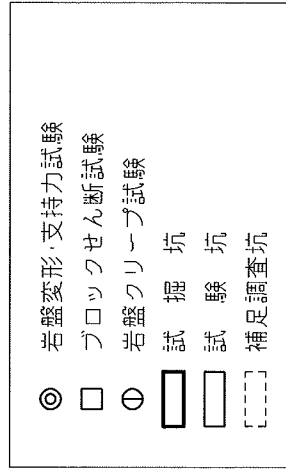 岩盤変形・支持力試験
ブロックせん断試験
岩盤クリープ試験
試掘坑
試験坑
補足調査坑